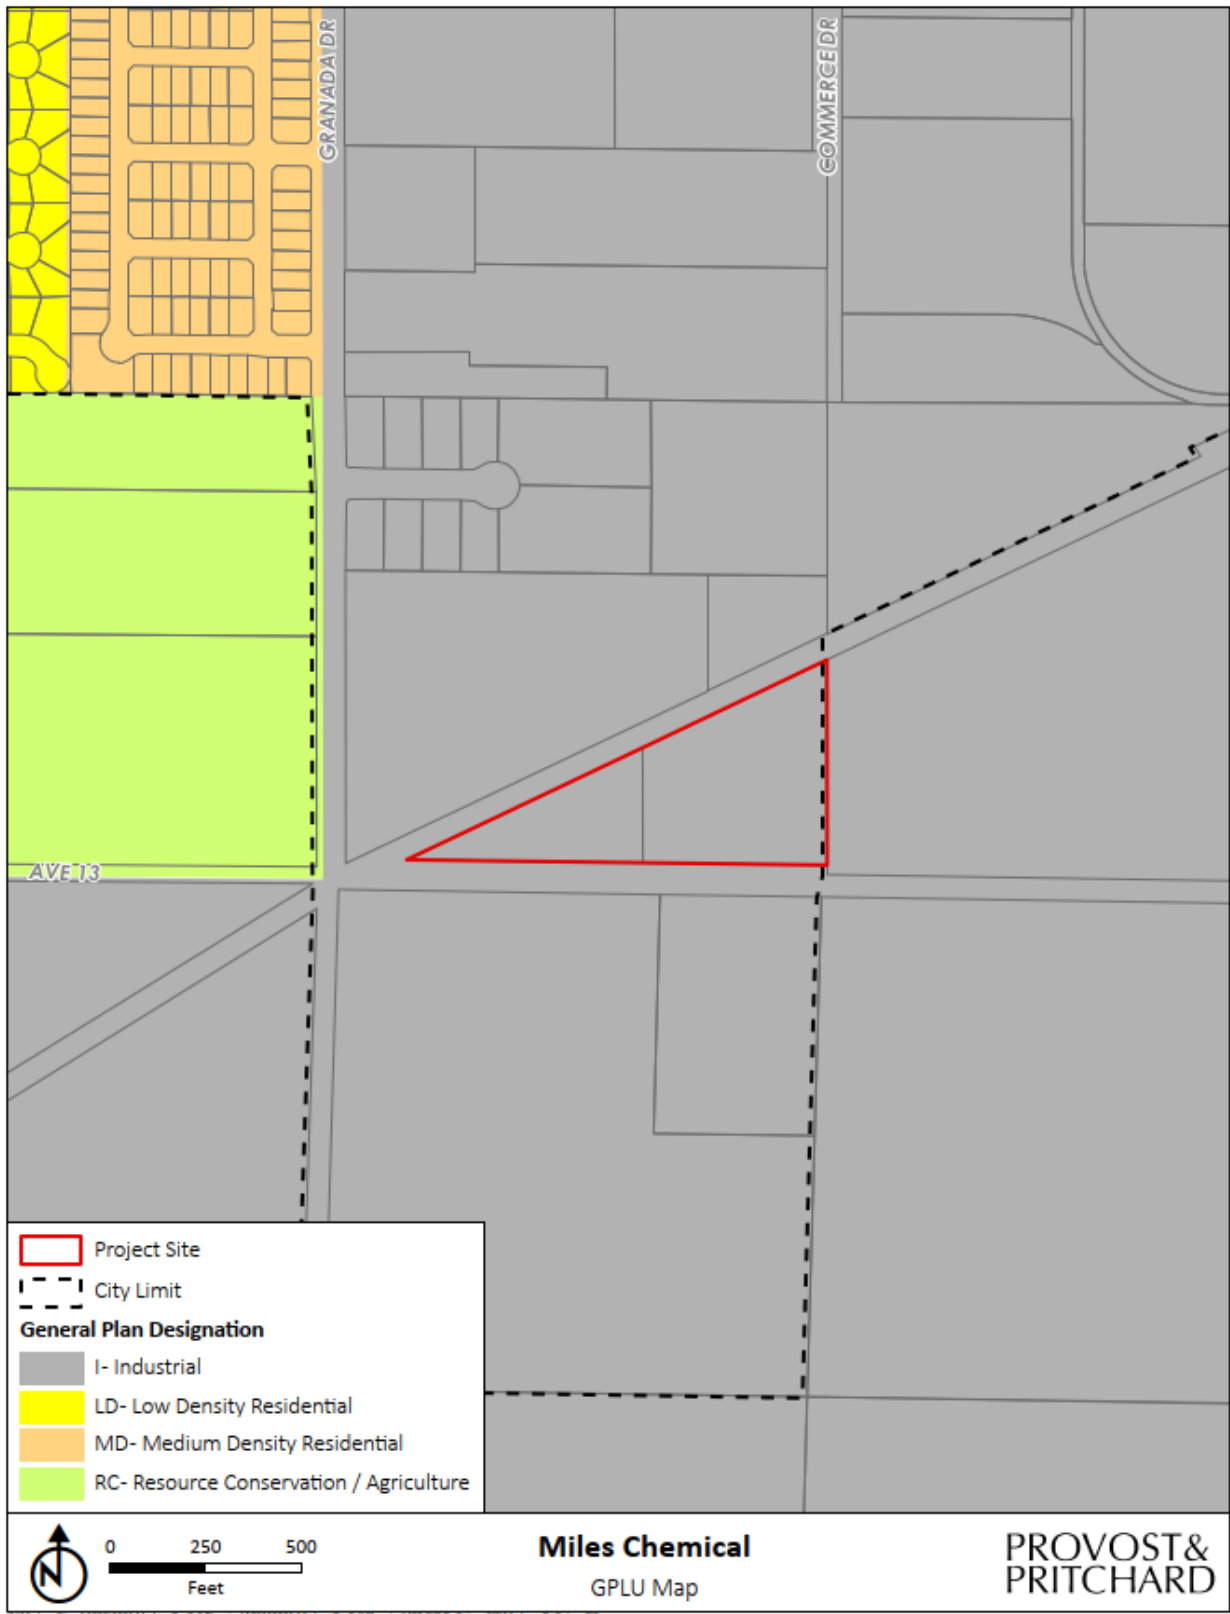 GRANADA DR
COMMERCE DR
AVE 13
Project Site
City Limit
General Plan Designation
I- Industrial
LD- Low Density Residential
MD- Medium Density Residential
RC- Resource Conservation / Agriculture
N
0 250 500
Feet
Miles Chemical
GPLU Map
PROVOST&
PRITCHARD